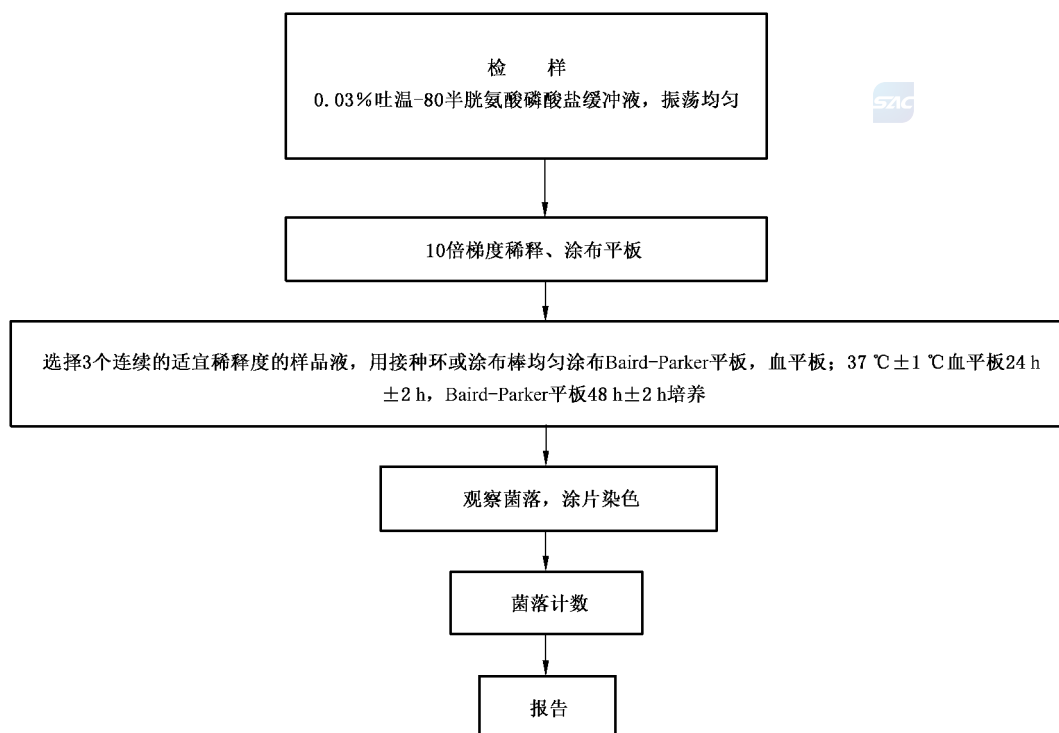 检 样
0.03%吐温-80半胱氨酸磷酸盐缓冲液，振荡均匀
SAC
10倍梯度稀释、涂布平板
选择3个连续的适宜稀释度的样品液，用接种环或涂布棒均匀涂布Baird-Parker平板，血平板；37 ℃±1 ℃血平板24 h
±2 h，Baird-Parker平板48 h±2 h培养
观察菌落，涂片染色
菌落计数
报告